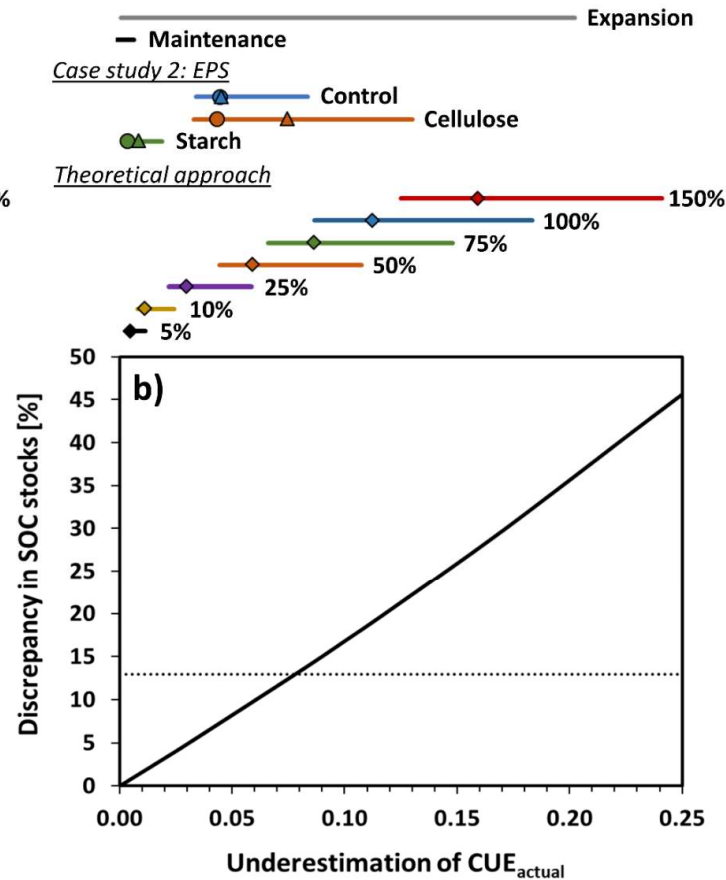 Expansion
Maintenance
Case study 2: EPS
Control
Cellulose
Starch
Theoretical approach
%
150%
100%
75%
50%
25%
10%
5%
b)
50
45
40
35
30
25
20
15
10
5
0
Discrepancy in SOC stocks [%]
0.00 0.05 0.10 0.15 0.20 0.25
Underestimation of CUEactual